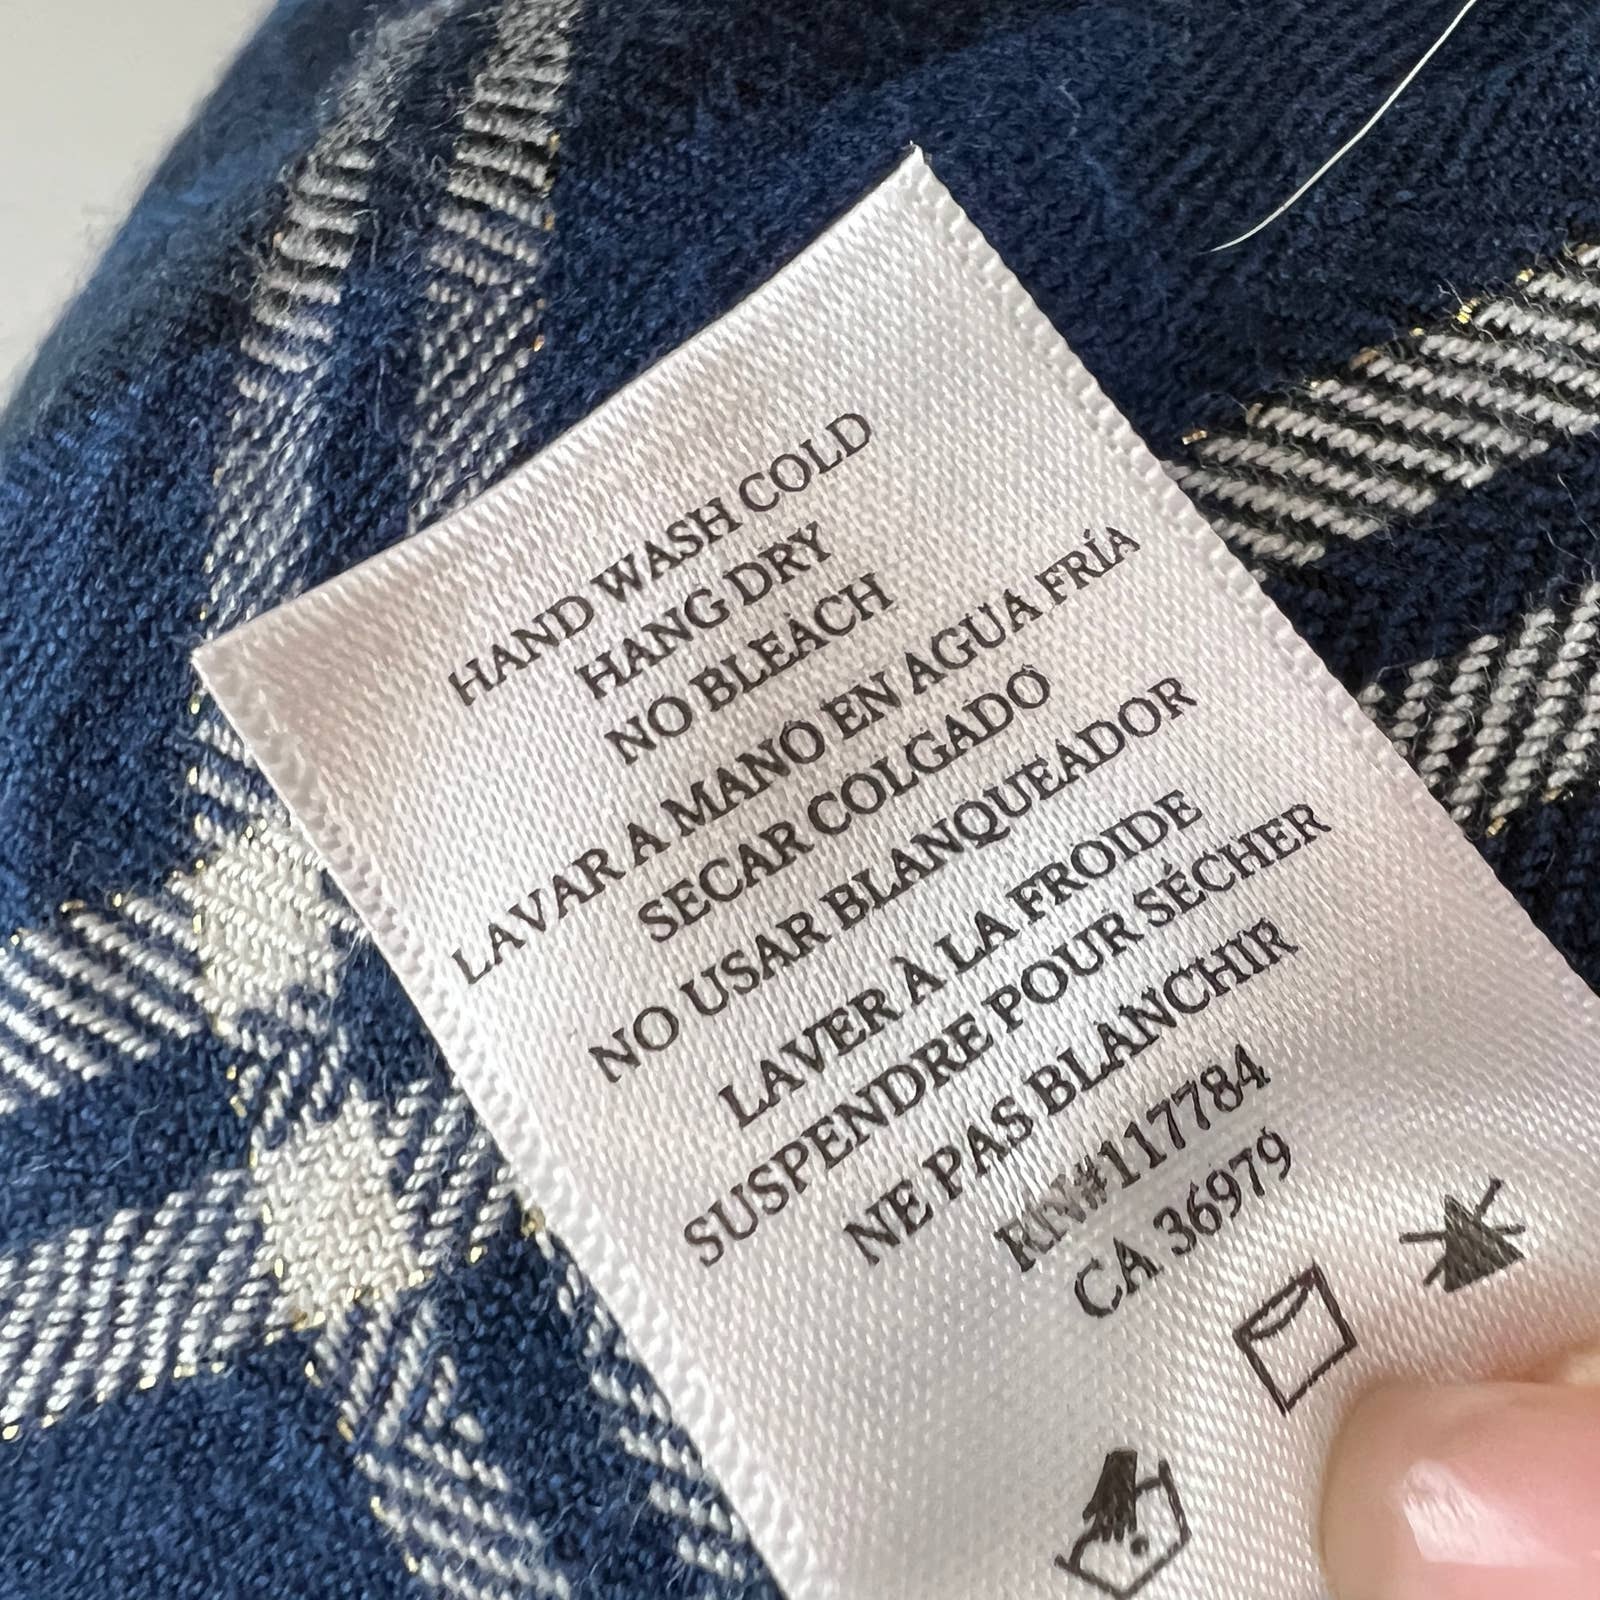 HAND WASH COLD
HANG DRY
NO BLEACH
LAVAR A MANO EN AGUA FRÍA
SECAR COLGADO
NO USAR BLANQUEADOR
LAVER À LA FROIDE
SUSPENDRE POUR SÉCHER
NE PAS BLANCHIR
RN#117784
CA 36979